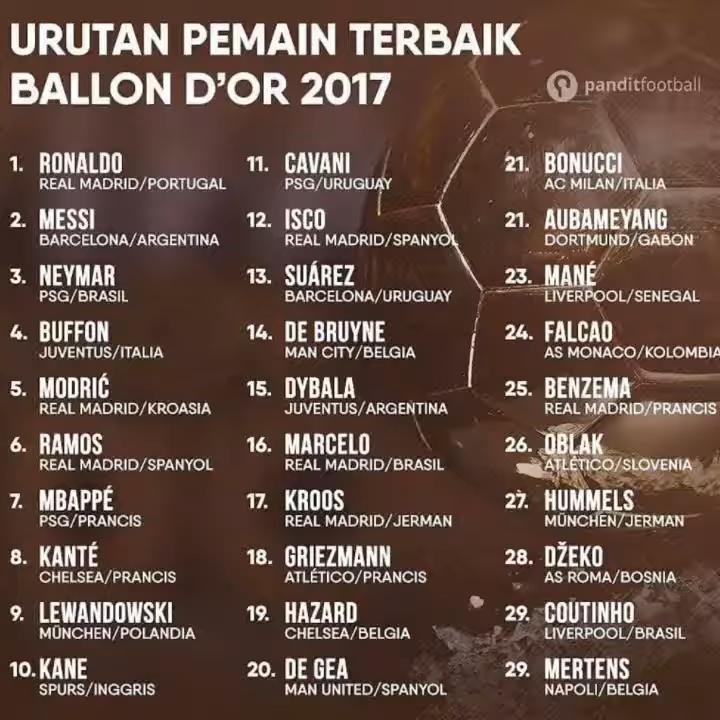 URUTAN PEMAIN TERBAIK
BALLON D'OR 2017
panditfootball
1. RONALDO
REAL MADRID/PORTUGAL
2. MESSI
BARCELONA/ARGENTINA
3. NEYMAR
PSG/BRASIL
4. BUFFON
JUVENTUS/ITALIA
5. MODRIĆ
REAL MADRID/KROASIA
6. RAMOS
REAL MADRID/SPANYOL
7. MBAPPÉ
PSG/PRANCIS
8. KANTÉ
CHELSEA/PRANCIS
9. LEWANDOWSKI
MÜNCHEN/POLANDIA
10. KANE
SPURS/INGGRIS
11. CAVANI
PSG/URUGUAY
12. ISCO
REAL MADRID/SPANYOL
13. SUÁREZ
BARCELONA/URUGUAY
14. DE BRUYNE
MAN CITY/BELGIA
15. DYBALA
JUVENTUS/ARGENTINA
16. MARCELO
REAL MADRID/BRASIL
17. KROOS
REAL MADRID/JERMAN
18. GRIEZMANN
ATLÉTICO/PRANCIS
19. HAZARD
CHELSEA/BELGIA
20. DE GEA
MAN UNITED/SPANYOL
21. BONUCCI
AC MILAN/ITALIA
21. AUBAMEYANG
DORTMUND/GABON
23. MANÉ
LIVERPOOL/SENEGAL
24. FALCAO
AS MONACO/KOLOMBIA
25. BENZEMA
REAL MADRID/PRANCIS
26. OBLAK
ATLÉTICO/SLOVENIA
27. HUMMELS
MÜNCHEN/JERMAN
28. DŽEKO
AS ROMA/BOSNIA
29. COUTINHO
LIVERPOOL/BRASIL
29. MERTENS
NAPOLI/BELGIA